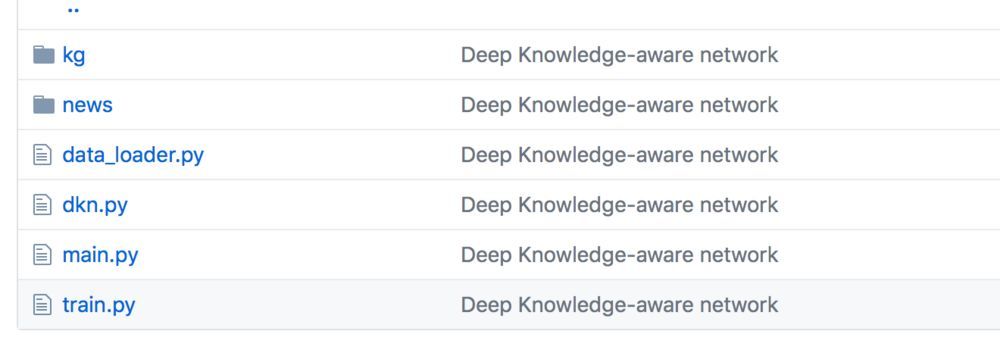 ..
kg Deep Knowledge-aware network
news Deep Knowledge-aware network
data_loader.py Deep Knowledge-aware network
dkn.py Deep Knowledge-aware network
main.py Deep Knowledge-aware network
train.py Deep Knowledge-aware network